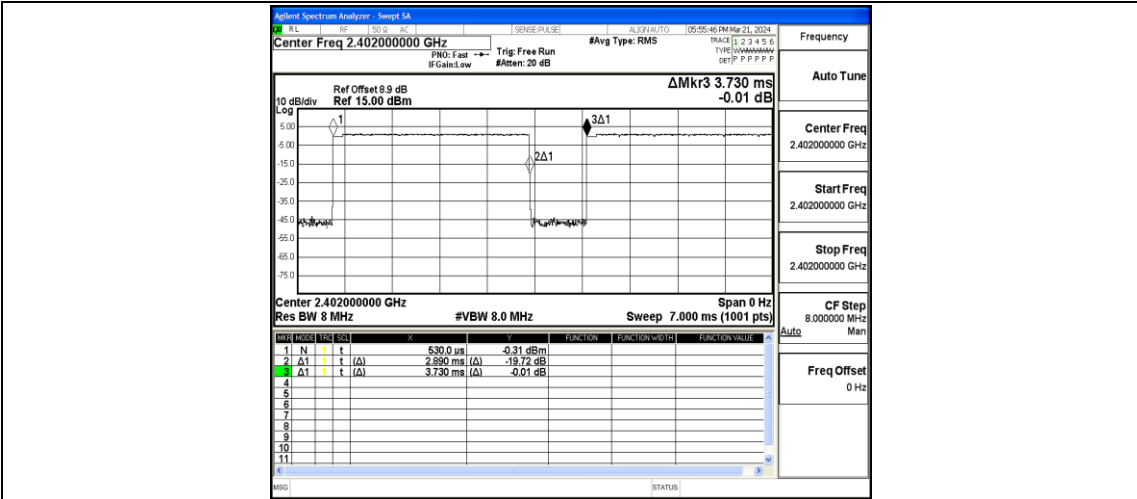 Agilent Spectrum Analyzer - Swept SA
RL RF 50 Ω AC SENSE:PULSE ALIGN AUTO 05:55:46 PM Mar 21, 2024
Center Freq 2.402000000 GHz
#Avg Type: RMS
TRACE 1 2 3 4 5 6
PNO: Fast Trig: Free Run
TYPE
IFGain:Low #Atten: 20 dB
DET P P P P P P
ΔMkr3 3.730 ms
-0.01 dB
Ref Offset 8.9 dB
10 dB/div Ref 15.00 dBm
Log
5.00
-5.00
-15.0
-25.0
-35.0
-45.0
-55.0
-65.0
-75.0
1
2Δ1
3Δ1
Center 2.402000000 GHz Span 0 Hz
Res BW 8 MHz #VBW 8.0 MHz Sweep 7.000 ms (1001 pts)
MKR MODE TRC SCL X Y FUNCTION FUNCTION WIDTH FUNCTION VALUE
1 N 1 t 530.0 us -0.31 dBm
2 Δ1 1 t (Δ) 2.890 ms (Δ) -19.72 dB
3 Δ1 1 t (Δ) 3.730 ms (Δ) -0.01 dB
4
5
6
7
8
9
10
11
MSG STATUS
Frequency
Auto Tune
Center Freq
2.402000000 GHz
Start Freq
2.402000000 GHz
Stop Freq
2.402000000 GHz
CF Step
8.000000 MHz
Auto Man
Freq Offset
0 Hz